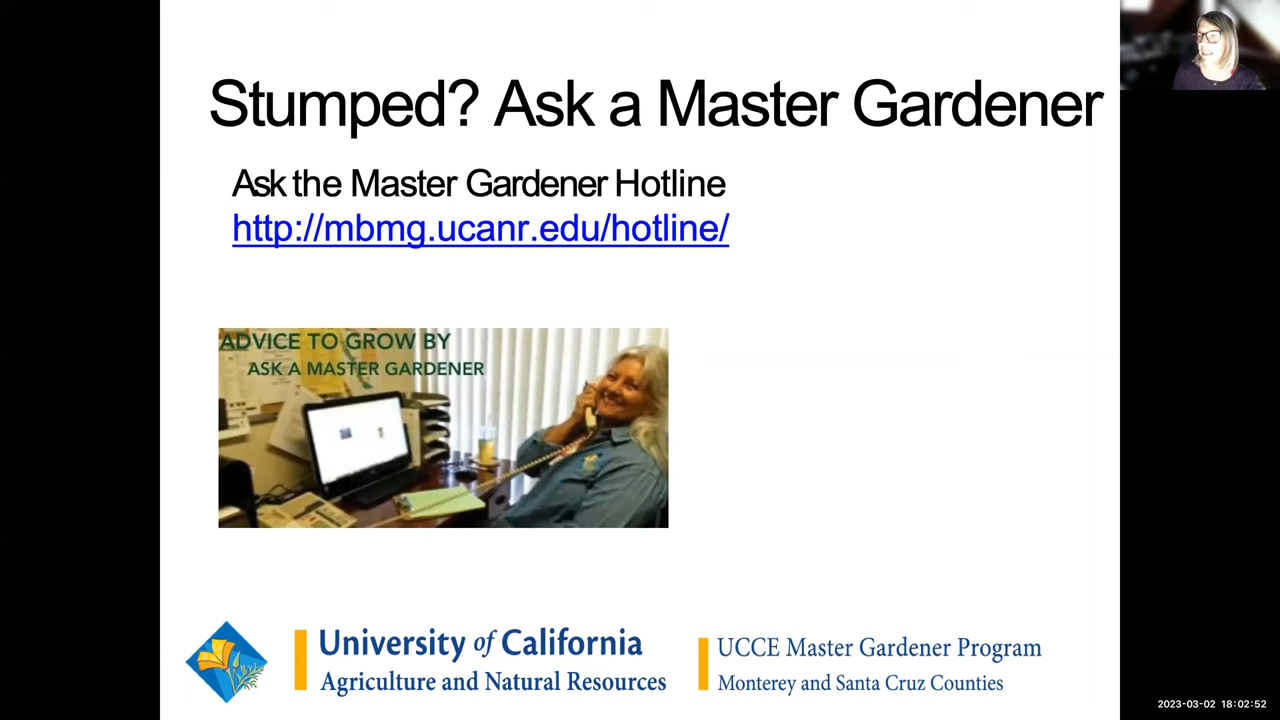 Stumped? Ask a Master Gardener
Ask the Master Gardener Hotline
http://mbmg.ucanr.edu/hotline/
ADVICE TO GROW BY
ASK A MASTER GARDENER
University of California
Agriculture and Natural Resources
UCCE Master Gardener Program
Monterey and Santa Cruz Counties
2023-03-02 18:02:52